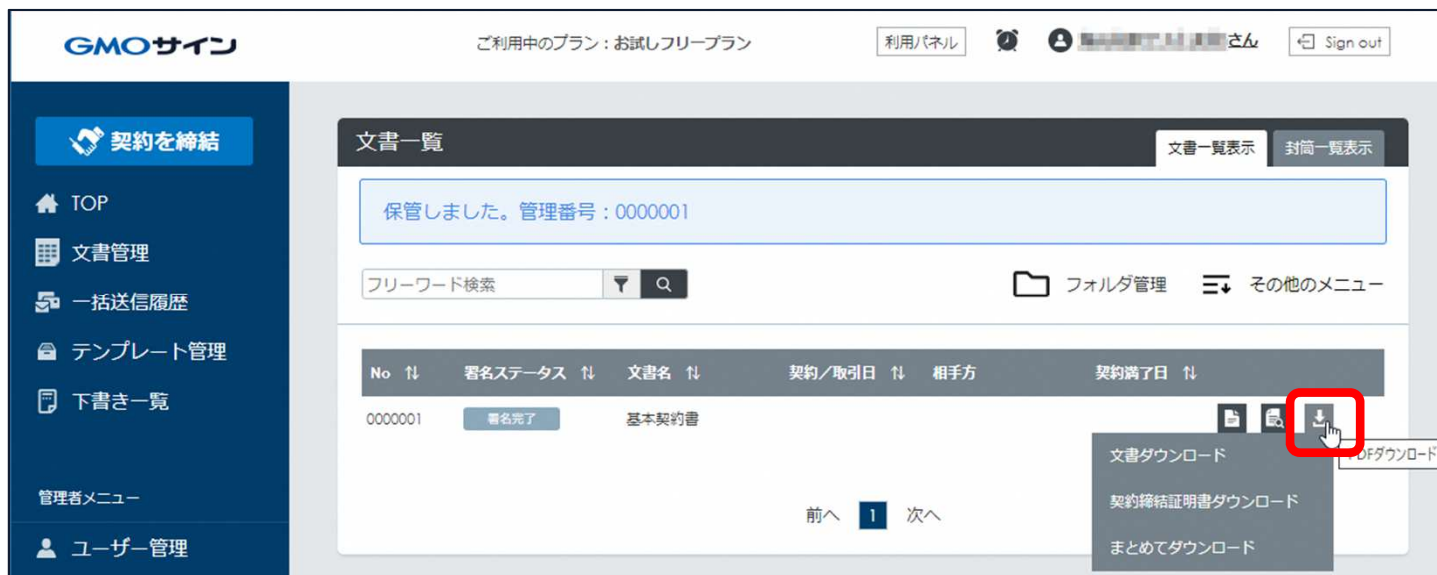 GMOサイン
ご利用中のプラン：お試しフリープラン
利用パネル
さん
Sign out
契約を締結
TOP
文書管理
一括送信履歴
テンプレート管理
下書き一覧
管理者メニュー
ユーザー管理
文書一覧
文書一覧表示
封筒一覧表示
保管しました。管理番号：0000001
フリーワード検索
フォルダ管理
その他のメニュー
No 署名ステータス 文書名 契約／取引日 相手方 契約満了日
0000001 署名完了 基本契約書
PDFダウンロード
文書ダウンロード
契約締結証明書ダウンロード
まとめてダウンロード
前へ 1 次へ